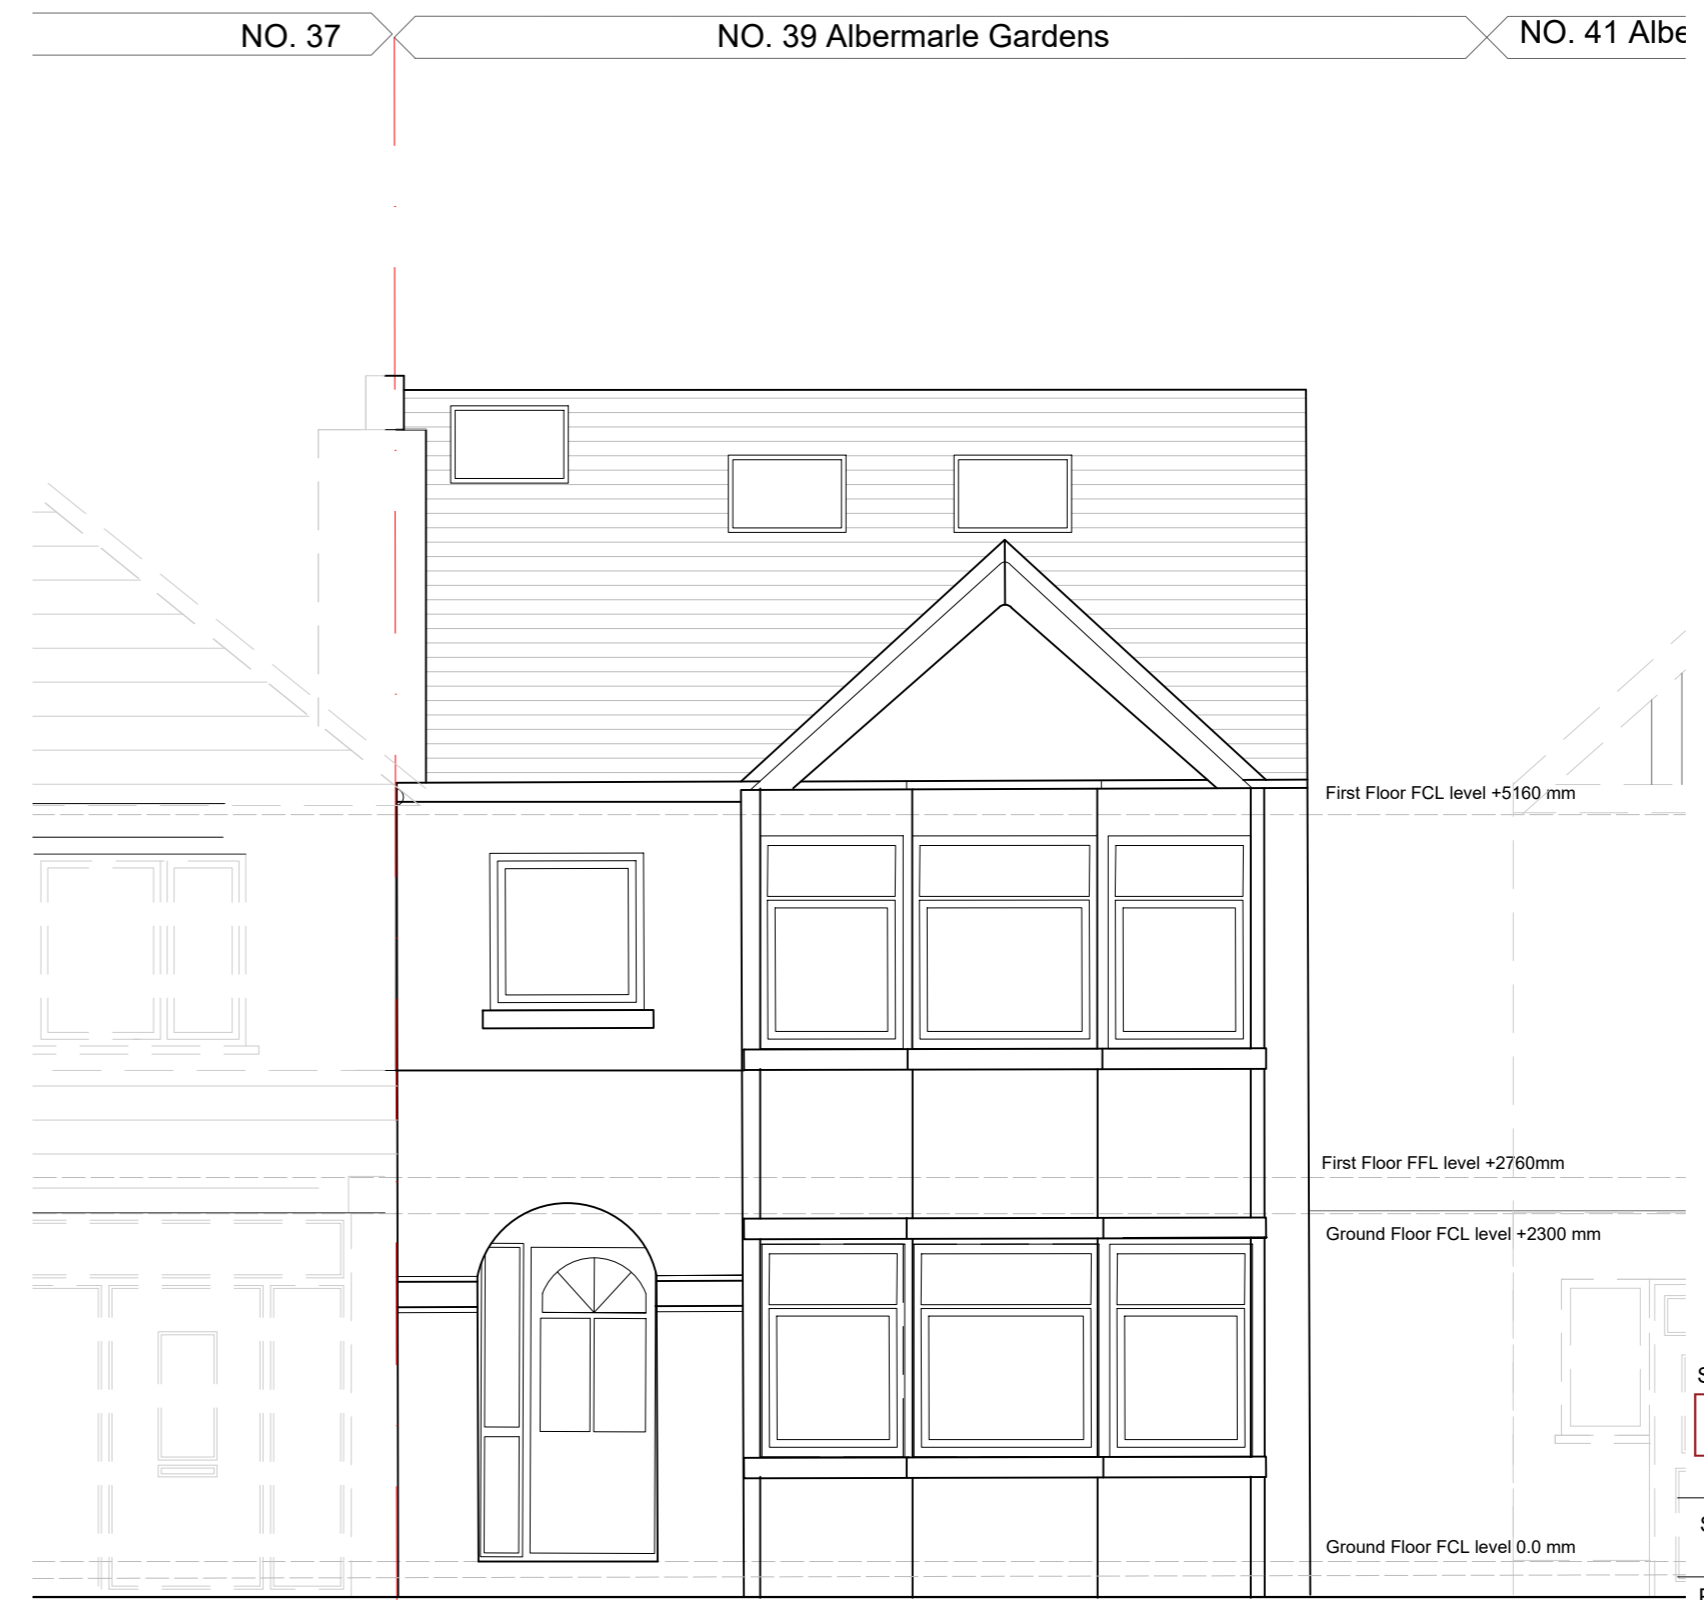 NO. 37
NO. 39 Albermarle Gardens
NO. 41 Albe
First Floor FCL level +5160 mm
First Floor FFL level +2760mm
Ground Floor FCL level +2300 mm
Ground Floor FCL level 0.0 mm